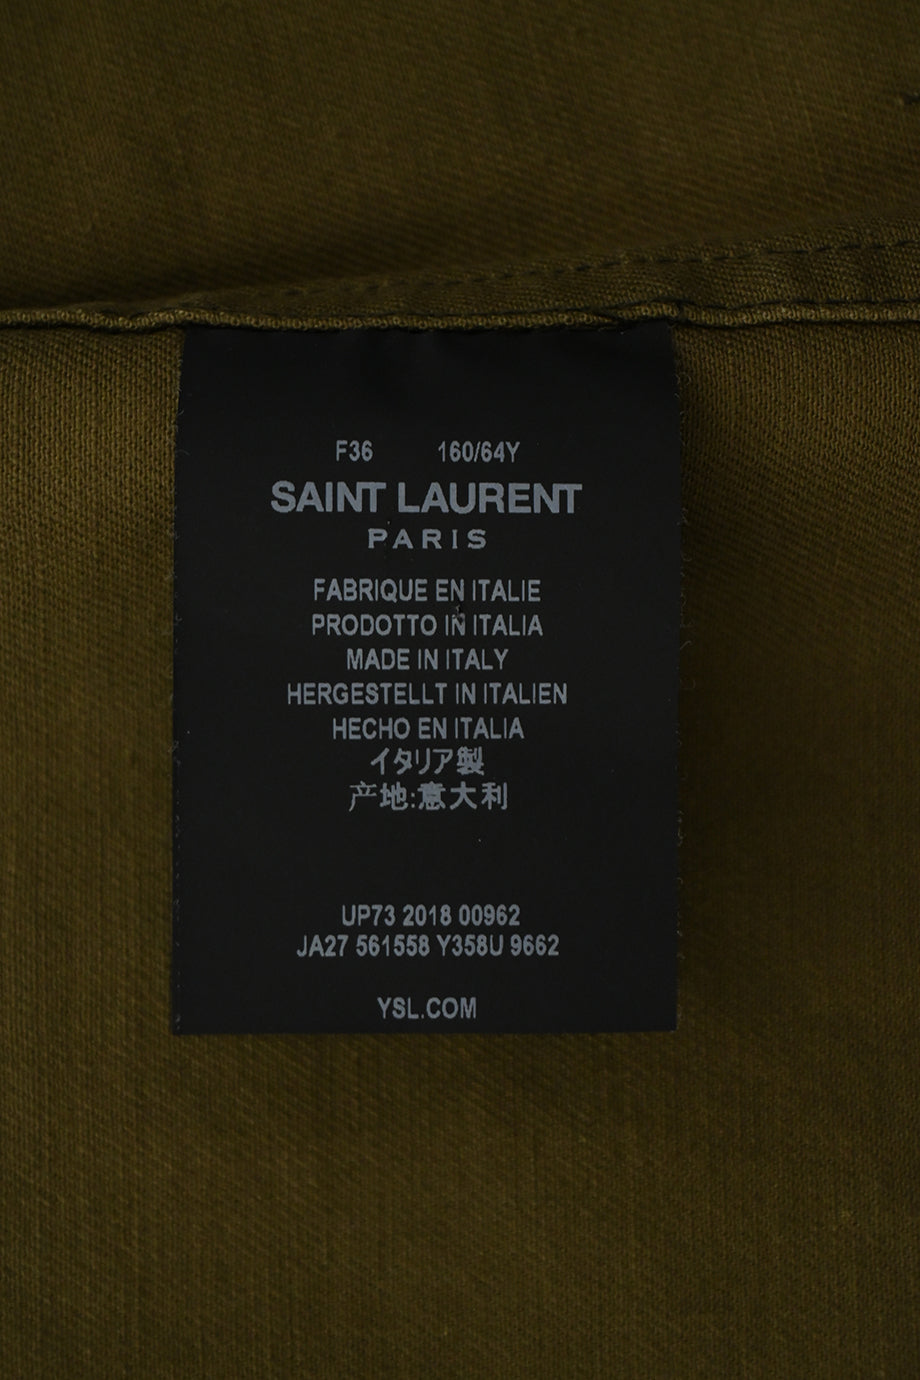 F36 160/64Y
SAINT LAURENT
PARIS
FABRIQUE EN ITALIE
PRODOTTO IN ITALIA
MADE IN ITALY
HERGESTELLT IN ITALIEN
HECHO EN ITALIA
イタリア製
产地:意大利
UP73 2018 00962
JA27 561558 Y358U 9662
YSL.COM